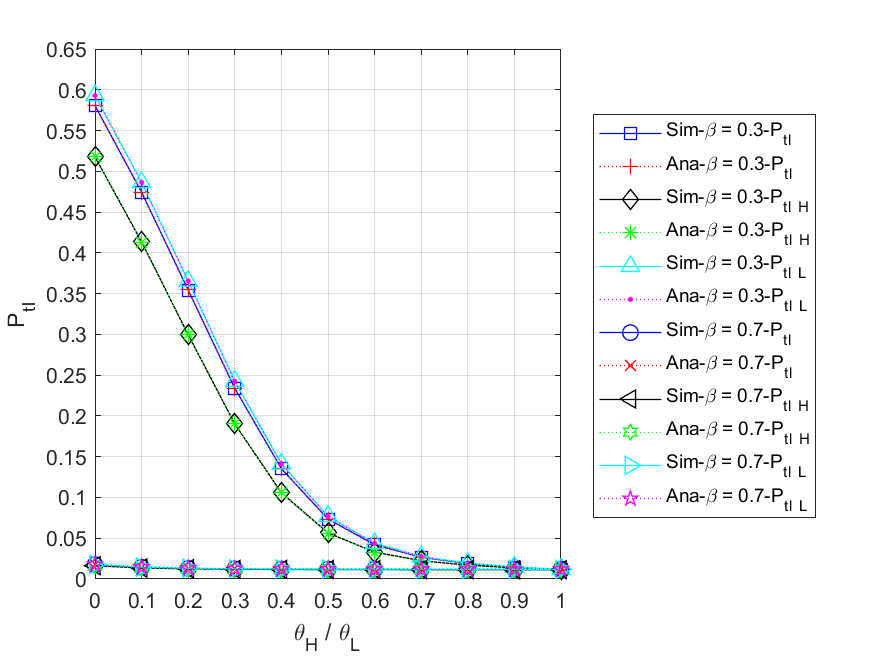 0.65
0.6
0.55
0.5
0.45
0.4
0.35
0.3
0.25
0.2
0.15
0.1
0.05
0
P_tl
0 0.1 0.2 0.3 0.4 0.5 0.6 0.7 0.8 0.9 1
θ_H / θ_L
Sim-β = 0.3-P_tl
Ana-β = 0.3-P_tl
Sim-β = 0.3-P_tl H
Ana-β = 0.3-P_tl H
Sim-β = 0.3-P_tl L
Ana-β = 0.3-P_tl L
Sim-β = 0.7-P_tl
Ana-β = 0.7-P_tl
Sim-β = 0.7-P_tl H
Ana-β = 0.7-P_tl H
Sim-β = 0.7-P_tl L
Ana-β = 0.7-P_tl L